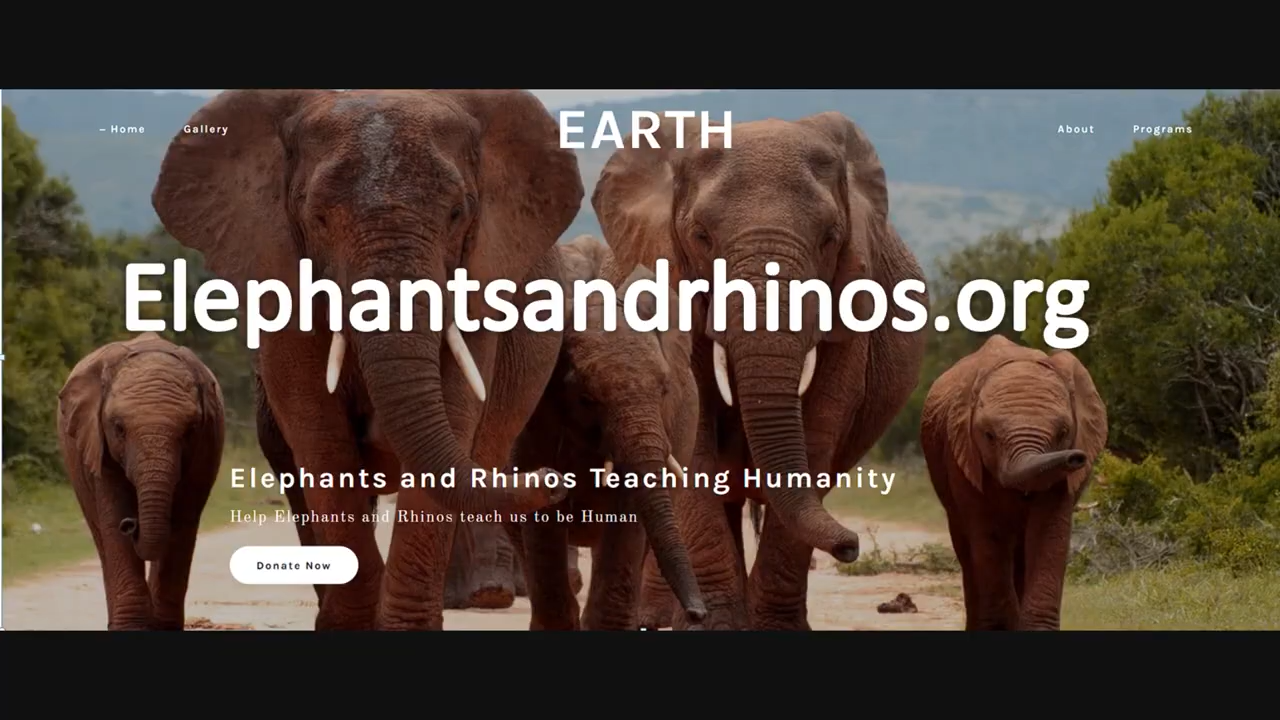 – Home Gallery EARTH About Programs
Elephantsandrhinos.org
Elephants and Rhinos Teaching Humanity
Help Elephants and Rhinos teach us to be Human
Donate Now